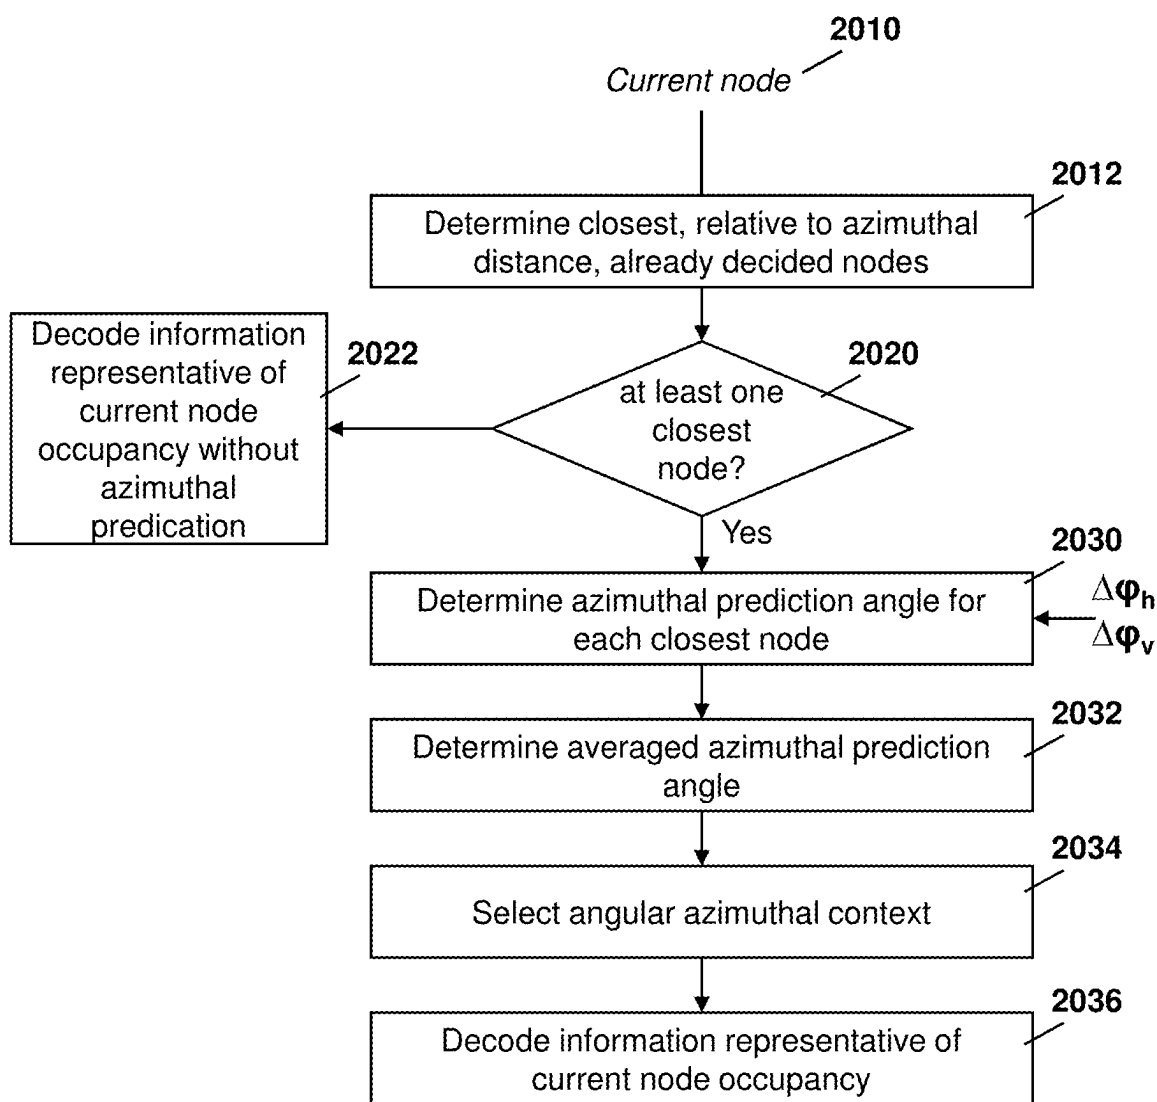 2010
Current node
2012
Determine closest, relative to azimuthal
distance, already decided nodes
Decode information
representative of
current node
occupancy without
azimuthal
predication
2022
2020
at least one
closest
node?
Yes
2030
Determine azimuthal prediction angle for
each closest node
Δφh
Δφv
2032
Determine averaged azimuthal prediction
angle
2034
Select angular azimuthal context
2036
Decode information representative of
current node occupancy